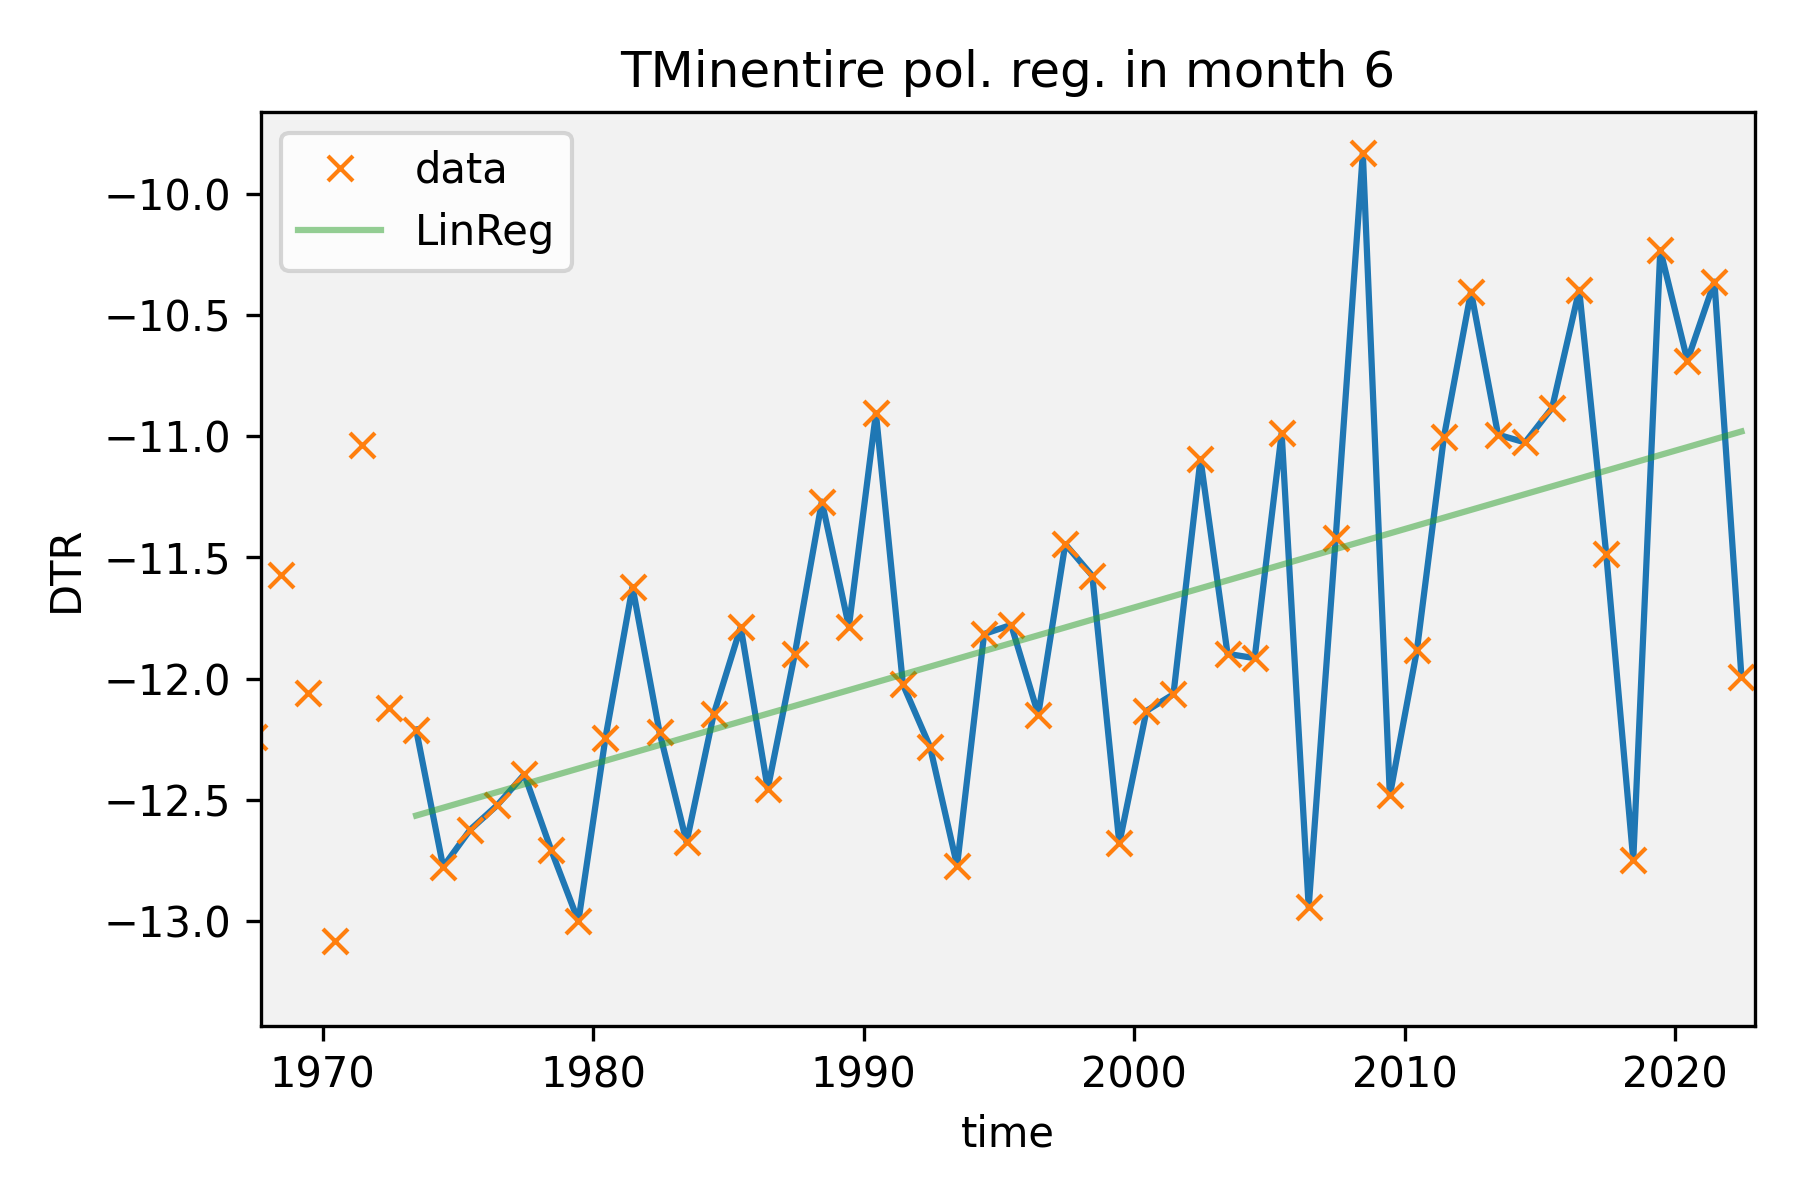 TMinentire pol. reg. in month 6
data
LinReg
−10.0
−10.5
−11.0
−11.5
−12.0
−12.5
−13.0
DTR
1970 1980 1990 2000 2010 2020
time